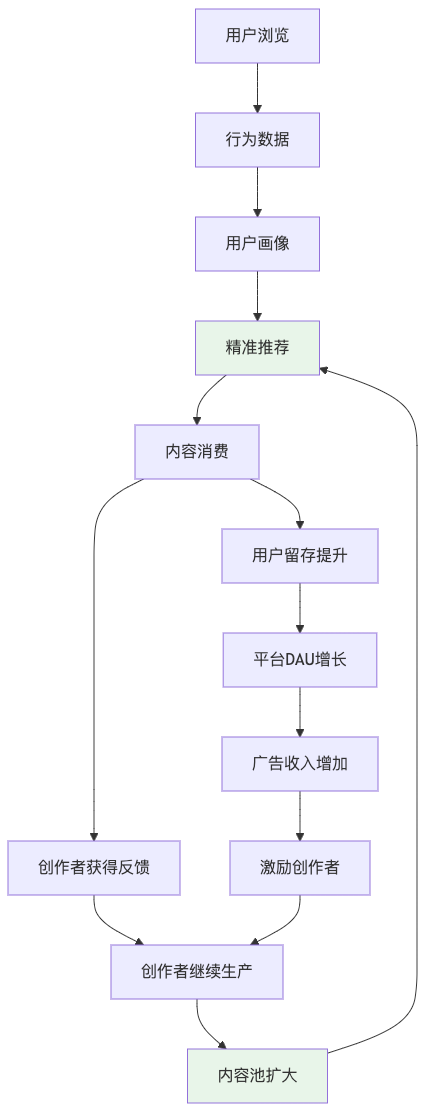 用户浏览
行为数据
用户画像
精准推荐
内容消费
用户留存提升
平台DAU增长
广告收入增加
创作者获得反馈
激励创作者
创作者继续生产
内容池扩大